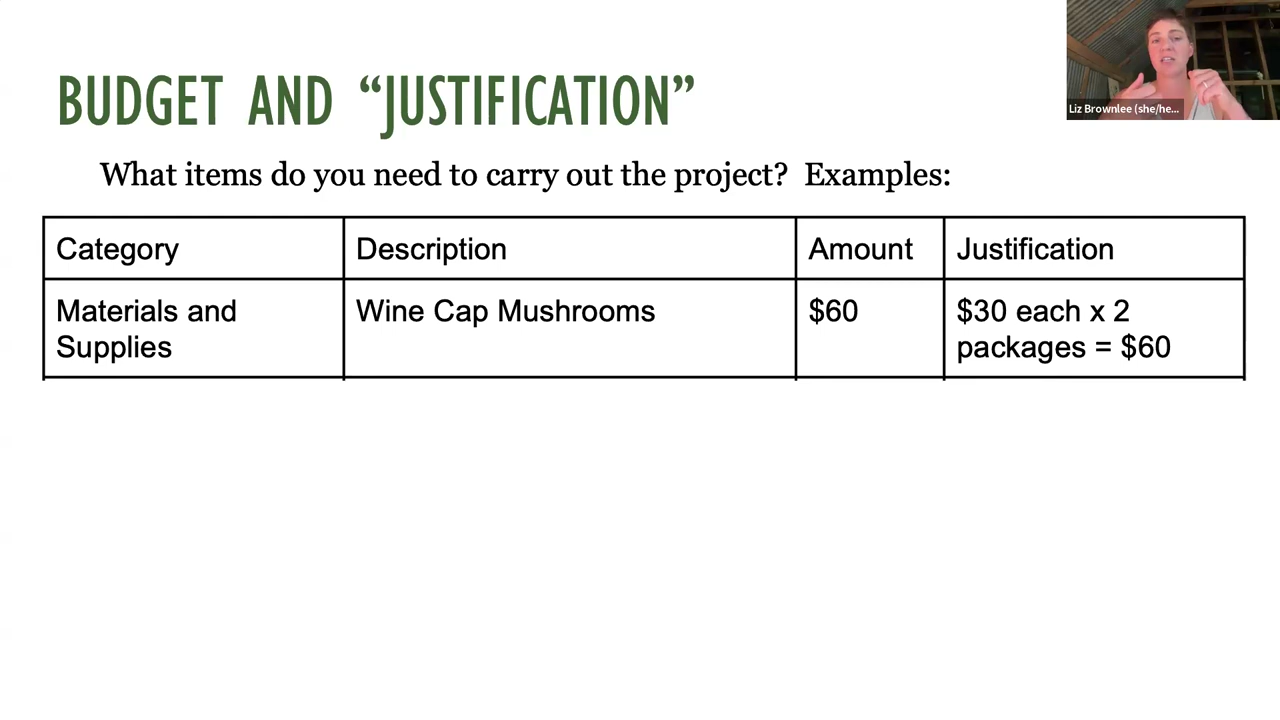 Liz Brownlee (she/he...
BUDGET AND “JUSTIFICATION”
What items do you need to carry out the project? Examples:
Category Description Amount Justification
Materials and Supplies Wine Cap Mushrooms $60 $30 each x 2 packages = $60